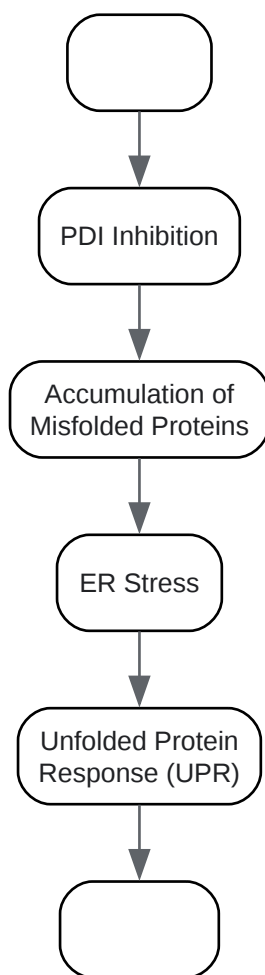 PDI Inhibition
Accumulation of
Misfolded Proteins
ER Stress
Unfolded Protein
Response (UPR)